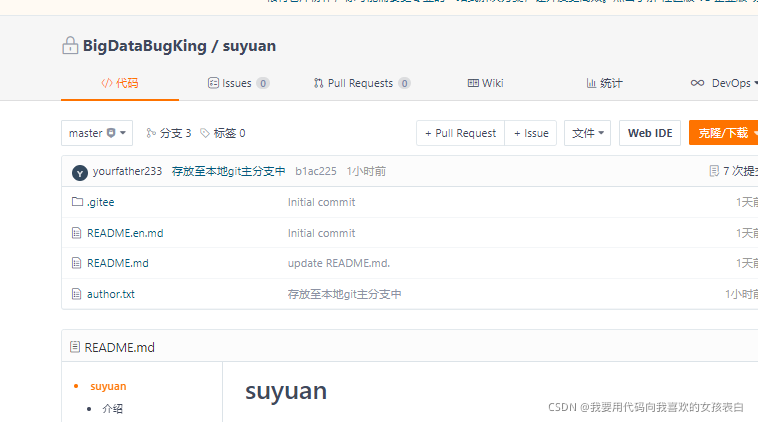 BigDataBugKing / suyuan
代码 Issues 0 Pull Requests 0 Wiki 统计 DevOps
master 分支 3 标签 0 + Pull Request + Issue 文件 Web IDE 克隆/下载
Y yourfather233 存放至本地git主分支中 b1ac225 1小时前 7 次提
.gitee Initial commit 1天前
README.en.md Initial commit 1天前
README.md update README.md. 1天前
author.txt 存放至本地git主分支中 1小时前
README.md
suyuan
介绍
suyuan
CSDN @我要用代码向我喜欢的女孩表白